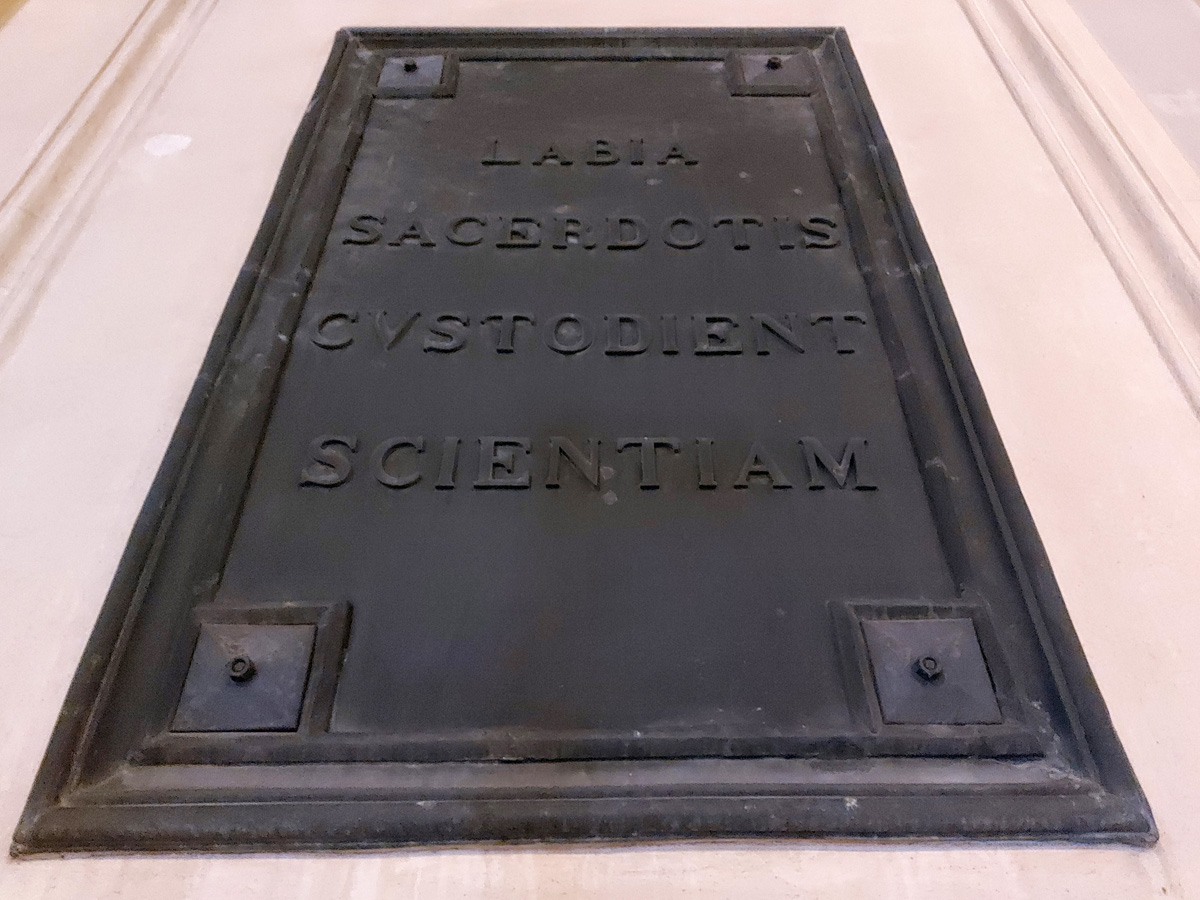 LABIA
SACERDOTIS
CVSTODIENT
SCIENTIAM